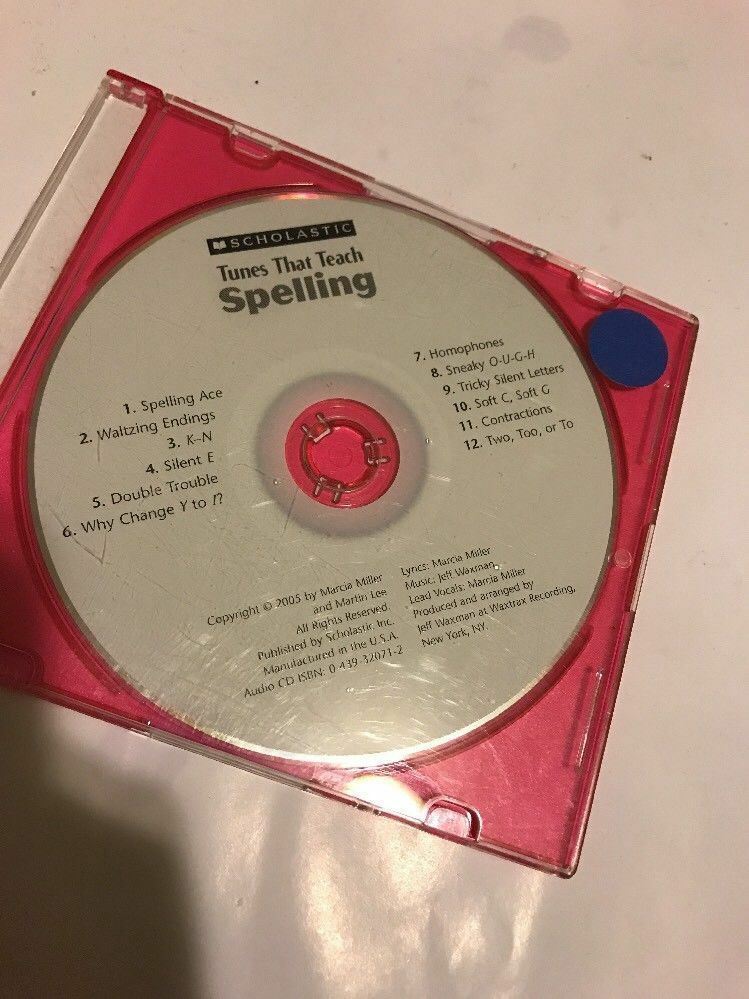 SCHOLASTIC
Tunes That Teach
Spelling
1. Spelling Ace
2. Waltzing Endings
3. K–N
4. Silent E
5. Double Trouble
6. Why Change Y to I?
7. Homophones
8. Sneaky O-U-G-H
9. Tricky Silent Letters
10. Soft C, Soft G
11. Contractions
12. Two, Too, or To
Copyright © 2005 by Marcia Miller
and Martin Lee
All Rights Reserved.
Published by Scholastic Inc.
Manufactured in the U.S.A.
Audio CD ISBN: 0-439-32071-2
Lyrics: Marcia Miller
Music: Jeff Waxman
Lead Vocals: Marcia Miller
Produced and arranged by
Jeff Waxman at Waxtrax Recording,
New York, NY.